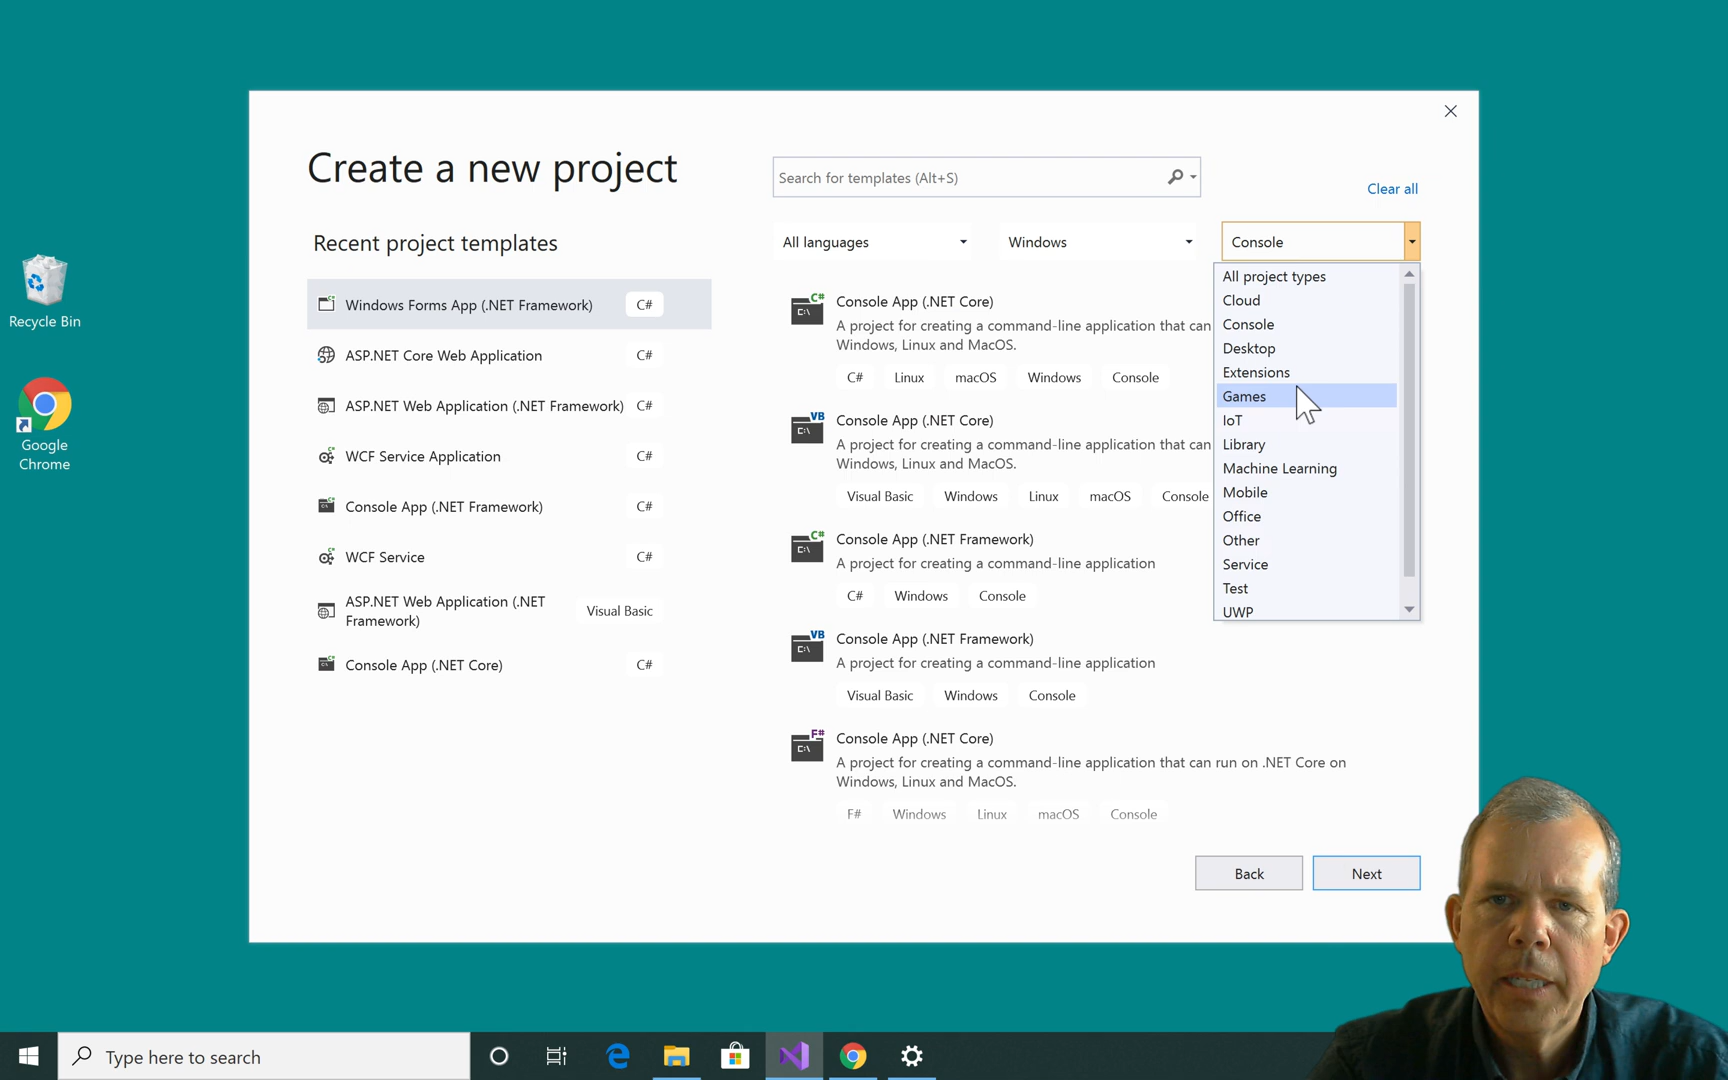 Create a new project
Search for templates (Alt+S)
Clear all
Recent project templates
All languages
Windows
Console
Windows Forms App (.NET Framework) C#
ASP.NET Core Web Application C#
ASP.NET Web Application (.NET Framework) C#
WCF Service Application C#
Console App (.NET Framework) C#
WCF Service C#
ASP.NET Web Application (.NET
Framework) Visual Basic
Console App (.NET Core) C#
C#
Console App (.NET Core)
A project for creating a command-line application that can
Windows, Linux and MacOS.
C# Linux macOS Windows Console
VB
Console App (.NET Core)
A project for creating a command-line application that can
Windows, Linux and MacOS.
Visual Basic Windows Linux macOS Console
C#
Console App (.NET Framework)
A project for creating a command-line application
C# Windows Console
VB
Console App (.NET Framework)
A project for creating a command-line application
Visual Basic Windows Console
F#
Console App (.NET Core)
A project for creating a command-line application that can run on .NET Core on
Windows, Linux and MacOS.
F# Windows Linux macOS Console
All project types
Cloud
Console
Desktop
Extensions
Games
IoT
Library
Machine Learning
Mobile
Office
Other
Service
Test
UWP
Back
Next
Recycle Bin
Google
Chrome
Type here to search